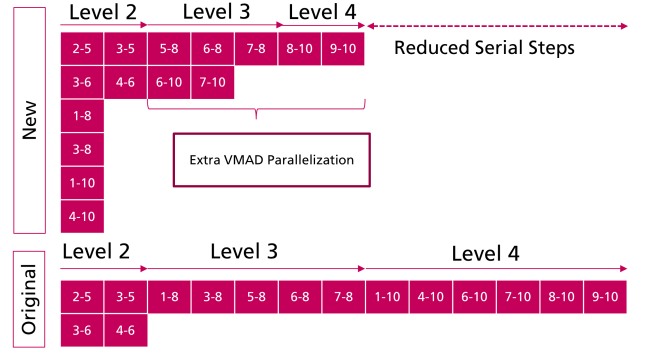 Level 2 Level 3 Level 4
2-5 3-5 5-8 6-8 7-8 8-10 9-10
Reduced Serial Steps
3-6 4-6 6-10 7-10
1-8
3-8
1-10
4-10
New
Extra VMAD Parallelization
Level 2 Level 3 Level 4
2-5 3-5 1-8 3-8 5-8 6-8 7-8 1-10 4-10 6-10 7-10 8-10 9-10
3-6 4-6
Original